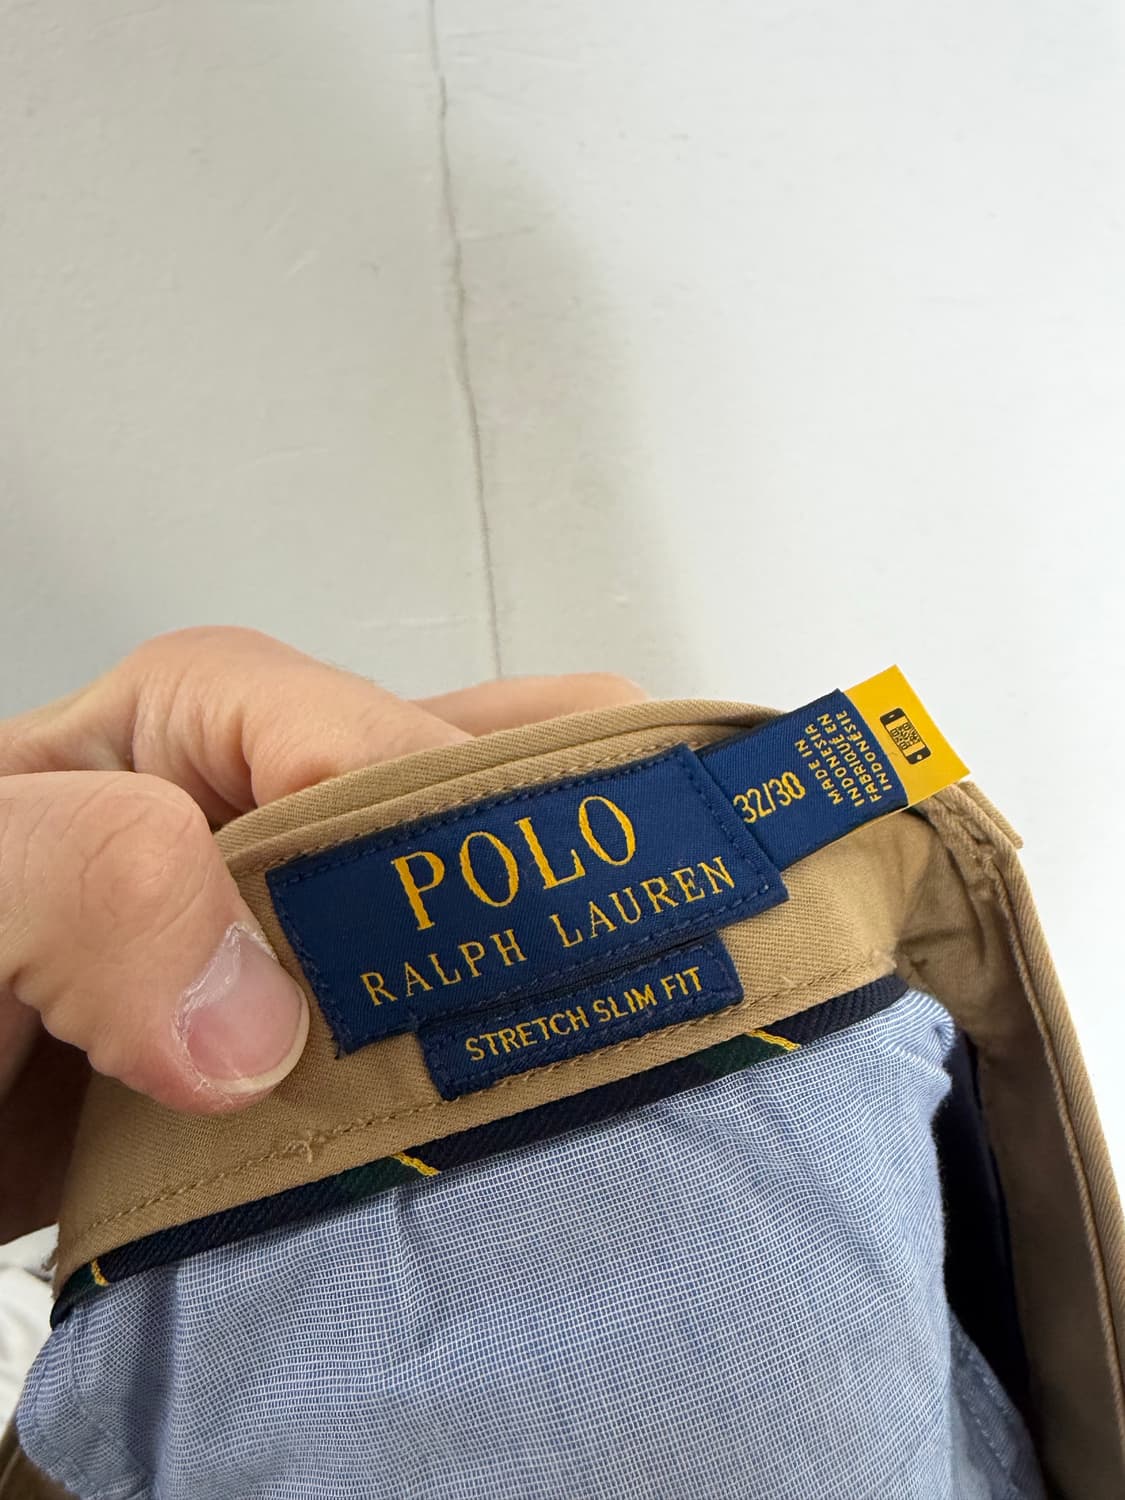 POLO
RALPH LAUREN
STRETCH SLIM FIT
32/30
MADE IN
INDONESIA
FABRIQUÉ EN
INDONÉSIE